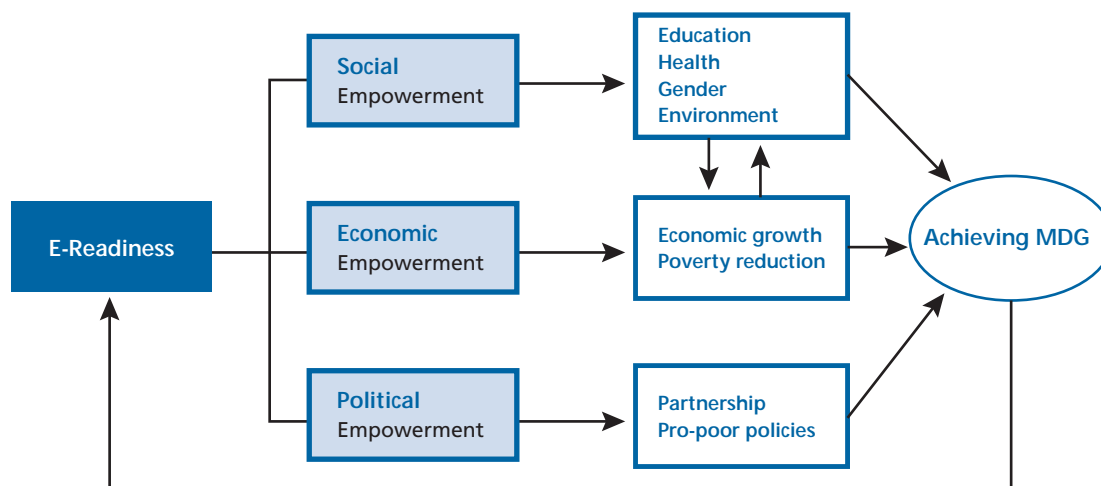 E-Readiness
Social
Empowerment
Education
Health
Gender
Environment
Economic
Empowerment
Economic growth
Poverty reduction
Political
Empowerment
Partnership
Pro-poor policies
Achieving MDG